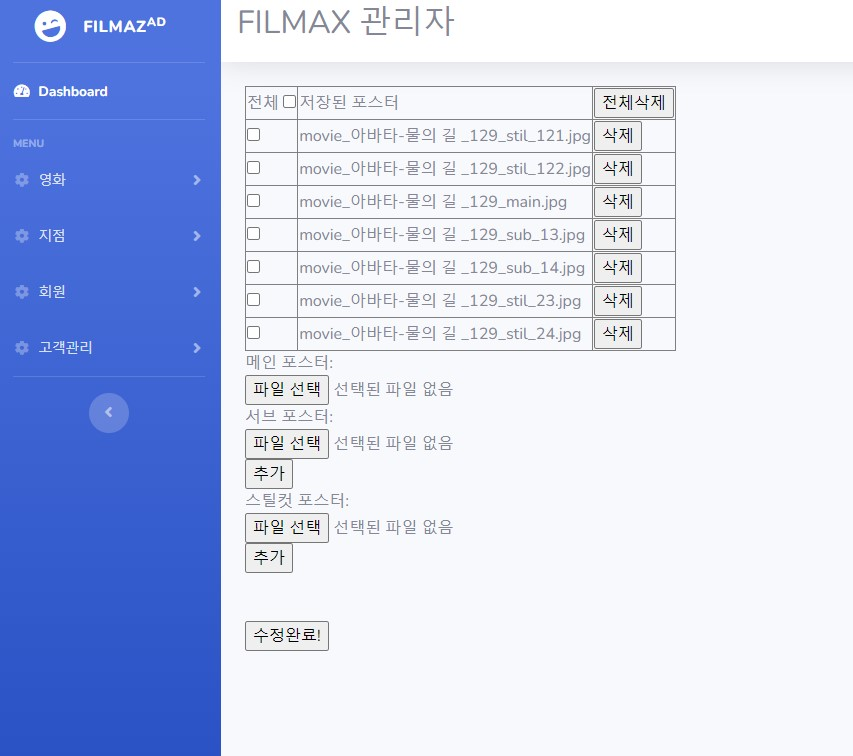 FILMAZAD
FILMAX 관리자
Dashboard
MENU
영화
지점
회원
고객관리
전체 저장된 포스터 전체삭제
movie_아바타-물의 길 _129_stil_121.jpg 삭제
movie_아바타-물의 길 _129_stil_122.jpg 삭제
movie_아바타-물의 길 _129_main.jpg 삭제
movie_아바타-물의 길 _129_sub_13.jpg 삭제
movie_아바타-물의 길 _129_sub_14.jpg 삭제
movie_아바타-물의 길 _129_stil_23.jpg 삭제
movie_아바타-물의 길 _129_stil_24.jpg 삭제
메인 포스터:
파일 선택 선택된 파일 없음
서브 포스터:
파일 선택 선택된 파일 없음
추가
스틸컷 포스터:
파일 선택 선택된 파일 없음
추가
수정완료!